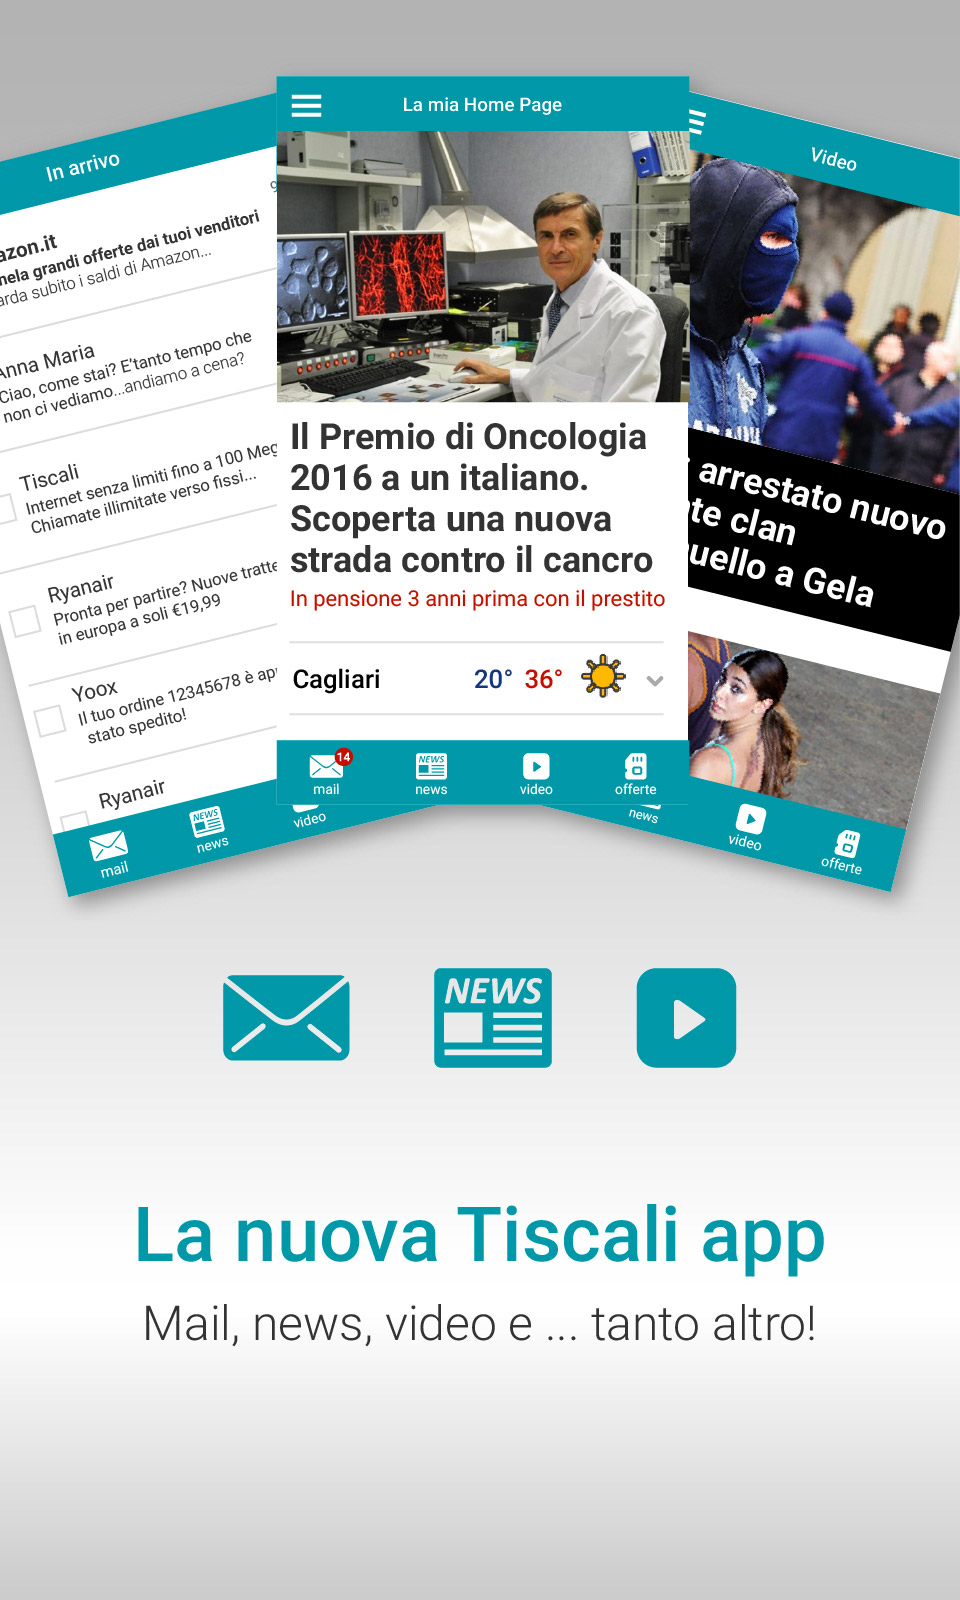 La mia Home Page
Il Premio di Oncologia
2016 a un italiano.
Scoperta una nuova
strada contro il cancro
In pensione 3 anni prima con il prestito
Cagliari 20° 36°
14
mail news video offerte
In arrivo
azon.it
nela grandi offerte dai tuoi venditori
arda subito i saldi di Amazon...
Anna Maria
Ciao, come stai? E'tanto tempo che
non ci vediamo...andiamo a cena?
Tiscali
Internet senza limiti fino a 100 Meg
Chiamate illimitate verso fissi...
Ryanair
Pronta per partire? Nuove tratte
in europa a soli €19,99
Yoox
Il tuo ordine 12345678 è
stato spedito!
Ryanair
mail news video
Video
arrestato nuovo
clan
uello a Gela
news video offerte
NEWS
La nuova Tiscali app
Mail, news, video e ... tanto altro!